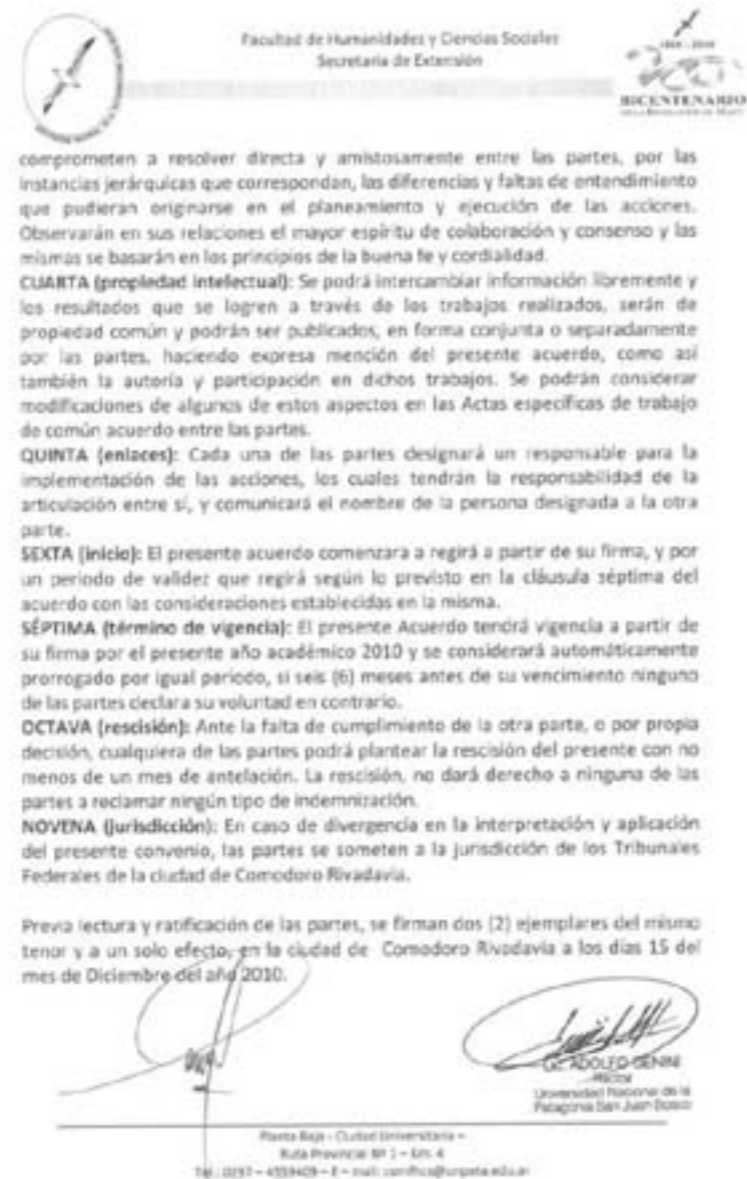 Facultad de Humanidades y Ciencias Sociales
Secretaría de Extensión
1810 - 2010
BICENTENARIO
comprometen a resolver directa y amistosamente entre las partes, por las
instancias jerárquicas que correspondan, las diferencias y faltas de entendimiento
que pudieran originarse en el planeamiento y ejecución de las acciones.
Observarán en sus relaciones el mayor espíritu de colaboración y consenso y las
mismas se basarán en los principios de la buena fe y cordialidad.
CUARTA (propiedad intelectual): Se podrá intercambiar información libremente y
los resultados que se logren a través de los trabajos realizados, serán de
propiedad común y podrán ser publicados, en forma conjunta o separadamente
por las partes, haciendo expresa mención del presente acuerdo, como así
también la autoría y participación en dichos trabajos. Se podrán considerar
modificaciones de algunos de estos aspectos en las Actas específicas de trabajo
de común acuerdo entre las partes.
QUINTA (enlaces): Cada una de las partes designará un responsable para la
implementación de las acciones, los cuales tendrán la responsabilidad de la
articulación entre sí, y comunicará el nombre de la persona designada a la otra
parte.
SEXTA (inicio): El presente acuerdo comenzara a regirá a partir de su firma, y por
un periodo de validez que regirá según lo previsto en la cláusula séptima del
acuerdo con las consideraciones establecidas en la misma.
SÉPTIMA (término de vigencia): El presente Acuerdo tendrá vigencia a partir de
su firma por el presente año académico 2010 y se considerará automáticamente
prorrogado por igual periodo, si seis (6) meses antes de su vencimiento ninguno
de las partes declara su voluntad en contrario.
OCTAVA (rescisión): Ante la falta de cumplimiento de la otra parte, o por propia
decisión, cualquiera de las partes podrá plantear la rescisión del presente con no
menos de un mes de antelación. La rescisión, no dará derecho a ninguna de las
partes a reclamar ningún tipo de indemnización.
NOVENA (jurisdicción): En caso de divergencia en la interpretación y aplicación
del presente convenio, las partes se someten a la jurisdicción de los Tribunales
Federales de la ciudad de Comodoro Rivadavia.
Previa lectura y ratificación de las partes, se firman dos (2) ejemplares del mismo
tenor y a un solo efecto, en la ciudad de Comodoro Rivadavia a los días 15 del
mes de Diciembre del año 2010.
Lic. ADOLFO GENINI
Rector
Universidad Nacional de la
Patagonia San Juan Bosco
Planta Baja - Ciudad Universitaria –
Ruta Provincial Nº 1 – Km. 4
Tel.: 0297 – 4559409 – E – mail: